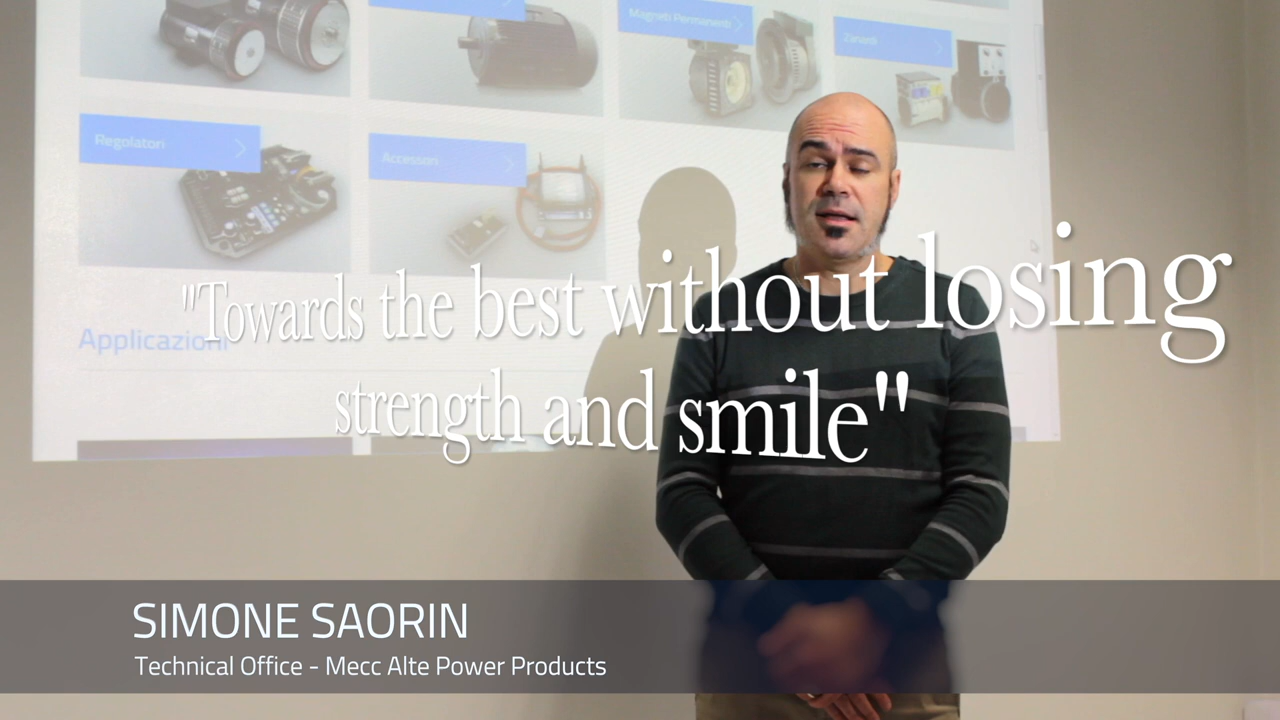 Magneti Permanenti
Zanardi
Regolatori
Accessori
Applicazioni
"Towards the best without losing
strength and smile"
SIMONE SAORIN
Technical Office - Mecc Alte Power Products